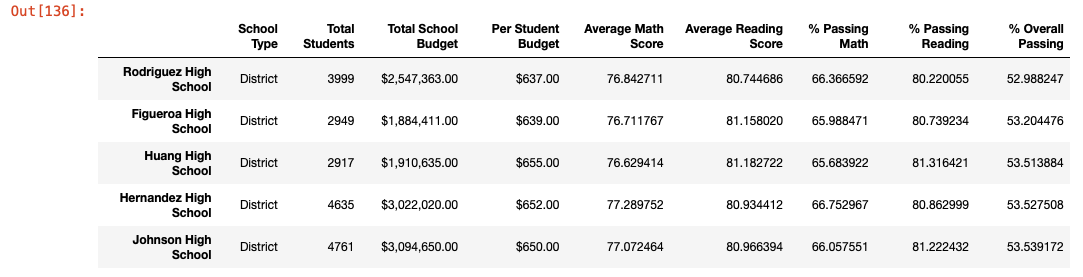 Out[136]:
School Type Total Students Total School Budget Per Student Budget Average Math Score Average Reading Score % Passing Math % Passing Reading % Overall Passing
Rodriguez High School District 3999 $2,547,363.00 $637.00 76.842711 80.744686 66.366592 80.220055 52.988247
Figueroa High School District 2949 $1,884,411.00 $639.00 76.711767 81.158020 65.988471 80.739234 53.204476
Huang High School District 2917 $1,910,635.00 $655.00 76.629414 81.182722 65.683922 81.316421 53.513884
Hernandez High School District 4635 $3,022,020.00 $652.00 77.289752 80.934412 66.752967 80.862999 53.527508
Johnson High School District 4761 $3,094,650.00 $650.00 77.072464 80.966394 66.057551 81.222432 53.539172